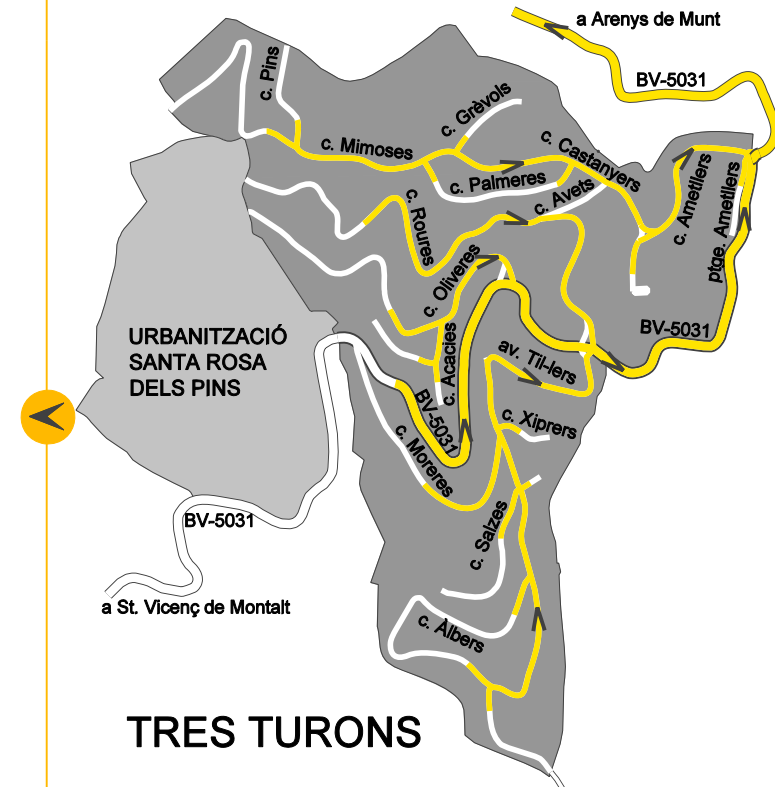 a Arenys de Munt
BV-5031
c. Pins
c. Grèvols
c. Mimoses
c. Castanyers
c. Palmeres
c. Avets
c. Ametllers
ptge. Ametllers
c. Roures
c. Oliveres
BV-5031
URBANITZACIÓ
SANTA ROSA
DELS PINS
c. Acacies
av. Til-lers
BV-5031
c. Xiprers
c. Moreres
BV-5031
c. Salzes
a St. Vicenç de Montalt
c. Àlbers
TRES TURONS